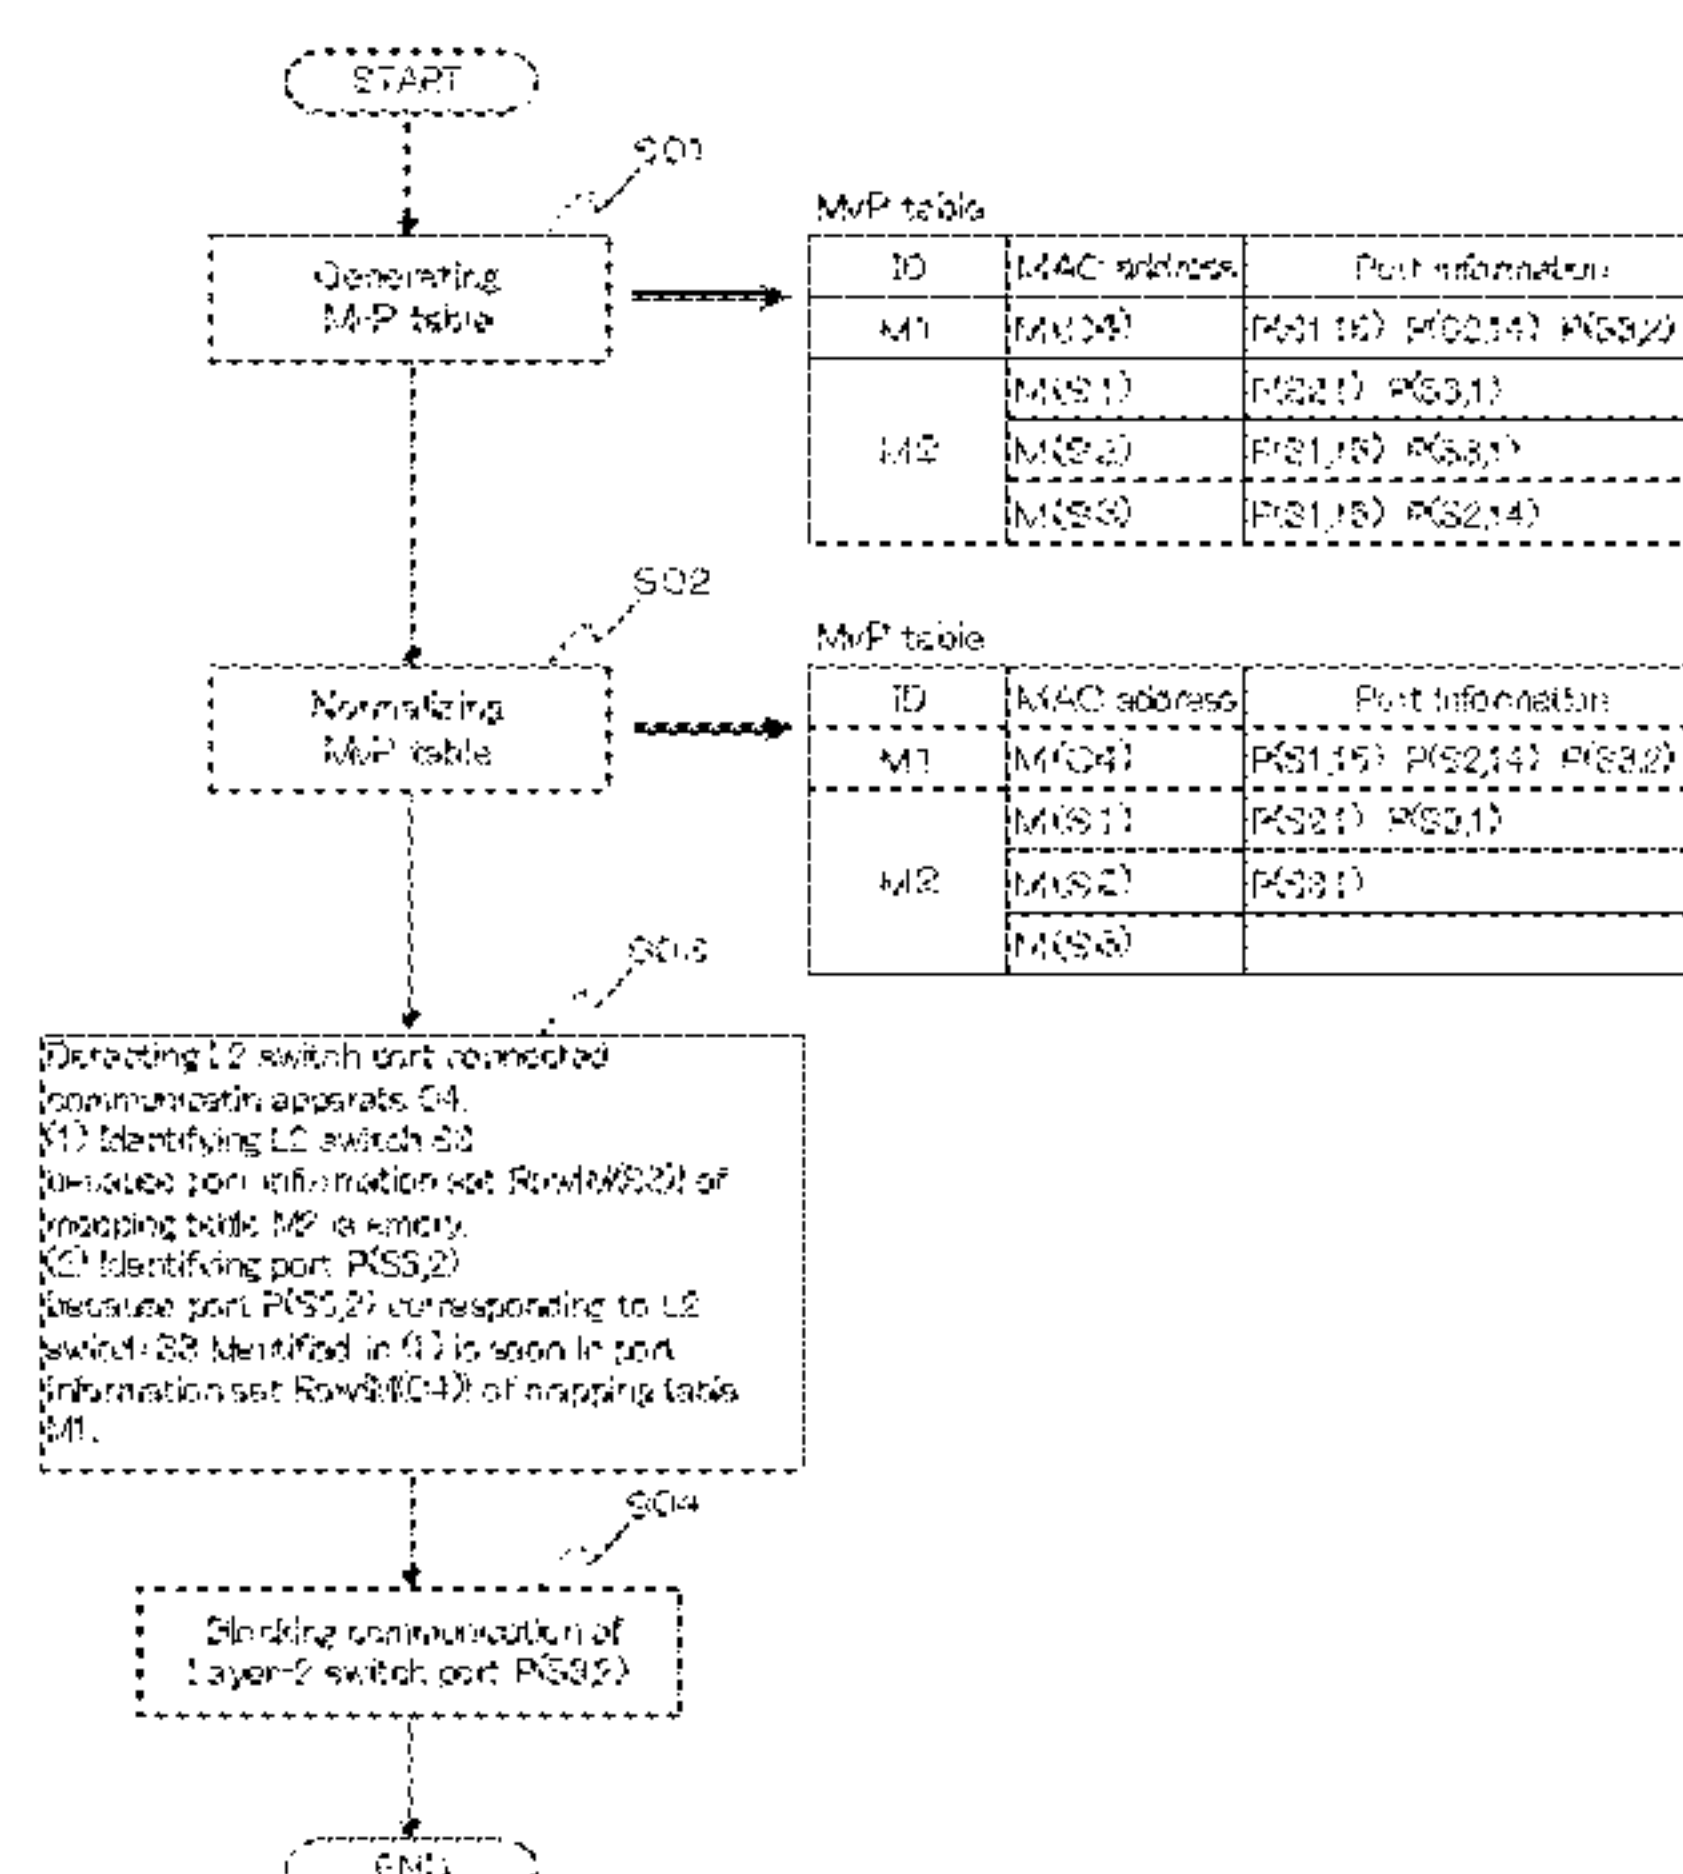 START
S01
Generating
MvP table
MvP table
ID MAC address Port information
M1 M(C4) P(S1,15) P(S2,14) P(S3,2)
M(S1) P(S2,1) P(S3,1)
M2 M(S2) P(S1,15) P(S3,1)
M(S3) P(S1,15) P(S2,14)
S02
Normalizing
MvP table
MvP table
ID MAC address Port information
M1 M(C4) P(S1,15) P(S2,14) P(S3,2)
M(S1) P(S2,1) P(S3,1)
M2 M(S2) P(S3,1)
M(S3)
S03
Detecting L2 switch port connected
communicatin apparats C4.
(1) Identifying L2 switch S3
because port information set Row(M(S3)) of
mapping table M2 is empty.
(2) Identifying port P(S3,2)
because port P(S3,2) corresponding to L2
switch S3 identified in (1) is soon in port
information set Row(M(C4)) of mapping table
M1.
S04
Blocking communication of
Layer-2 switch port P(S3,2)
END